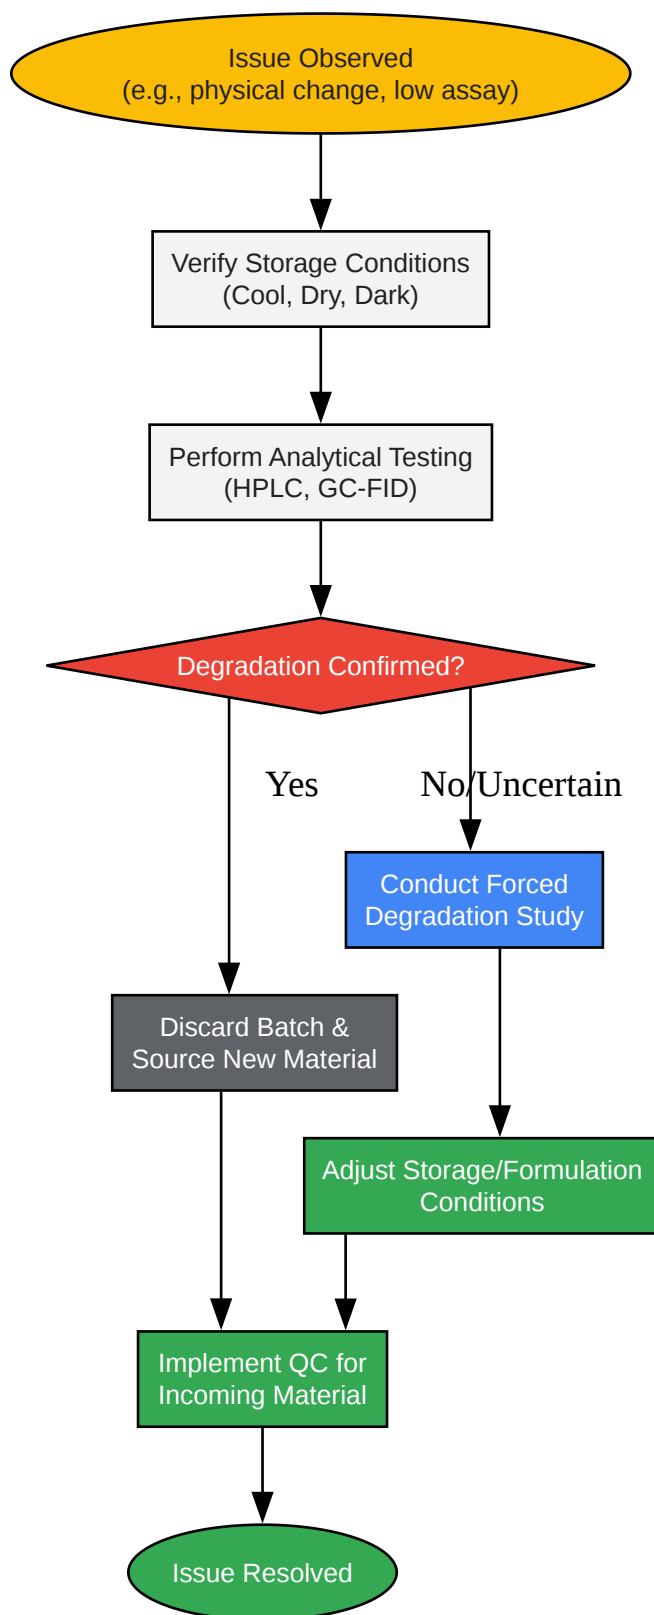 Issue Observed
(e.g., physical change, low assay)
Verify Storage Conditions
(Cool, Dry, Dark)
Perform Analytical Testing
(HPLC, GC-FID)
Degradation Confirmed?
Yes
No/Uncertain
Conduct Forced
Degradation Study
Discard Batch &
Source New Material
Adjust Storage/Formulation
Conditions
Implement QC for
Incoming Material
Issue Resolved